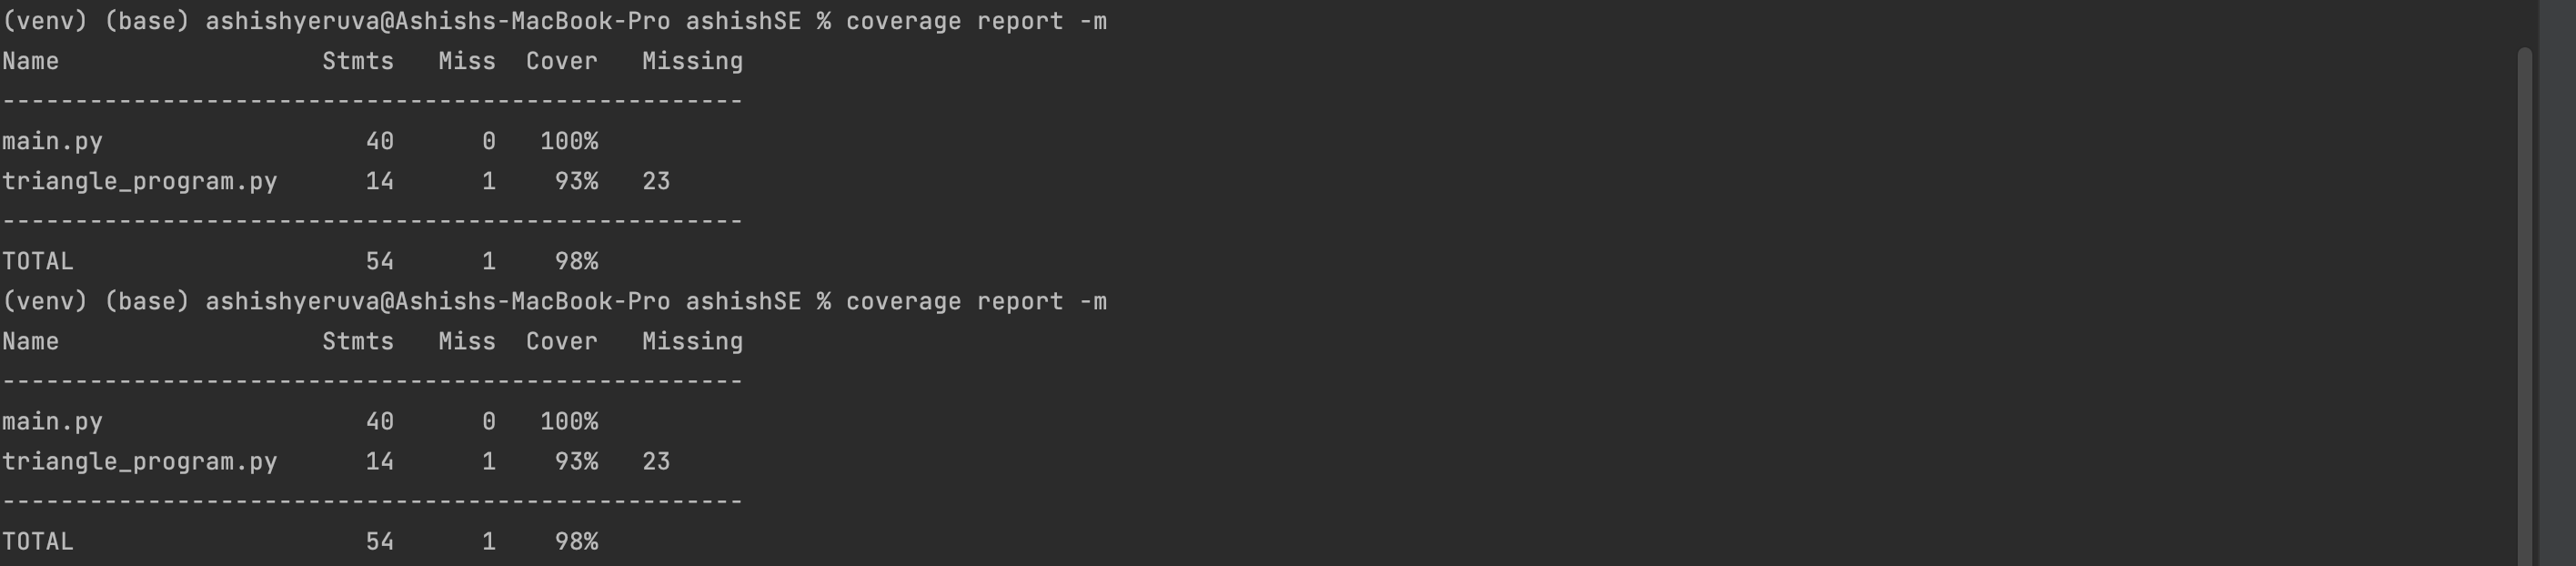 (venv) (base) ashishyeruva@Ashishs-MacBook-Pro ashishSE % coverage report -m
Name                  Stmts   Miss  Cover   Missing
---------------------------------------------------
main.py                  40      0   100%
triangle_program.py      14      1    93%   23
---------------------------------------------------
TOTAL                    54      1    98%
(venv) (base) ashishyeruva@Ashishs-MacBook-Pro ashishSE % coverage report -m
Name                  Stmts   Miss  Cover   Missing
---------------------------------------------------
main.py                  40      0   100%
triangle_program.py      14      1    93%   23
---------------------------------------------------
TOTAL                    54      1    98%